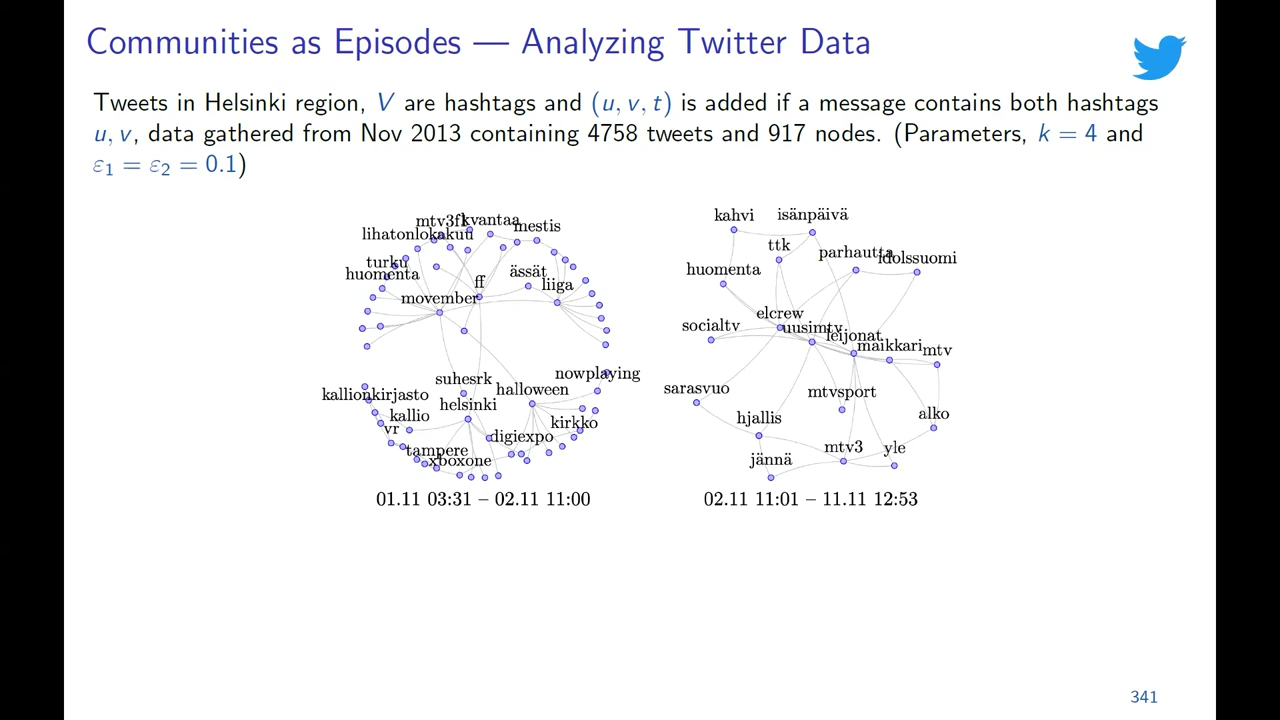 Communities as Episodes — Analyzing Twitter Data
Tweets in Helsinki region, V are hashtags and (u, v, t) is added if a message contains both hashtags
u, v, data gathered from Nov 2013 containing 4758 tweets and 917 nodes. (Parameters, k = 4 and
ε₁ = ε₂ = 0.1)
kvantaa
mestis
lihatonlokakuu
turku
huomenta
ff
ässät
liiga
movember
suhesrk
nowplaying
halloween
kallionkirjasto
helsinki
kallio
kirkko
vr
digiexpo
tampere
xboxone
01.11 03:31 – 02.11 11:00
kahvi
isänpäivä
ttk
parhautta
idolssuomi
huomenta
elcrew
socialtv
uusimtv
leijonat
maikkari
mtv
sarasvuo
mtvsport
hjallis
alko
jännä
mtv3
yle
02.11 11:01 – 11.11 12:53
341